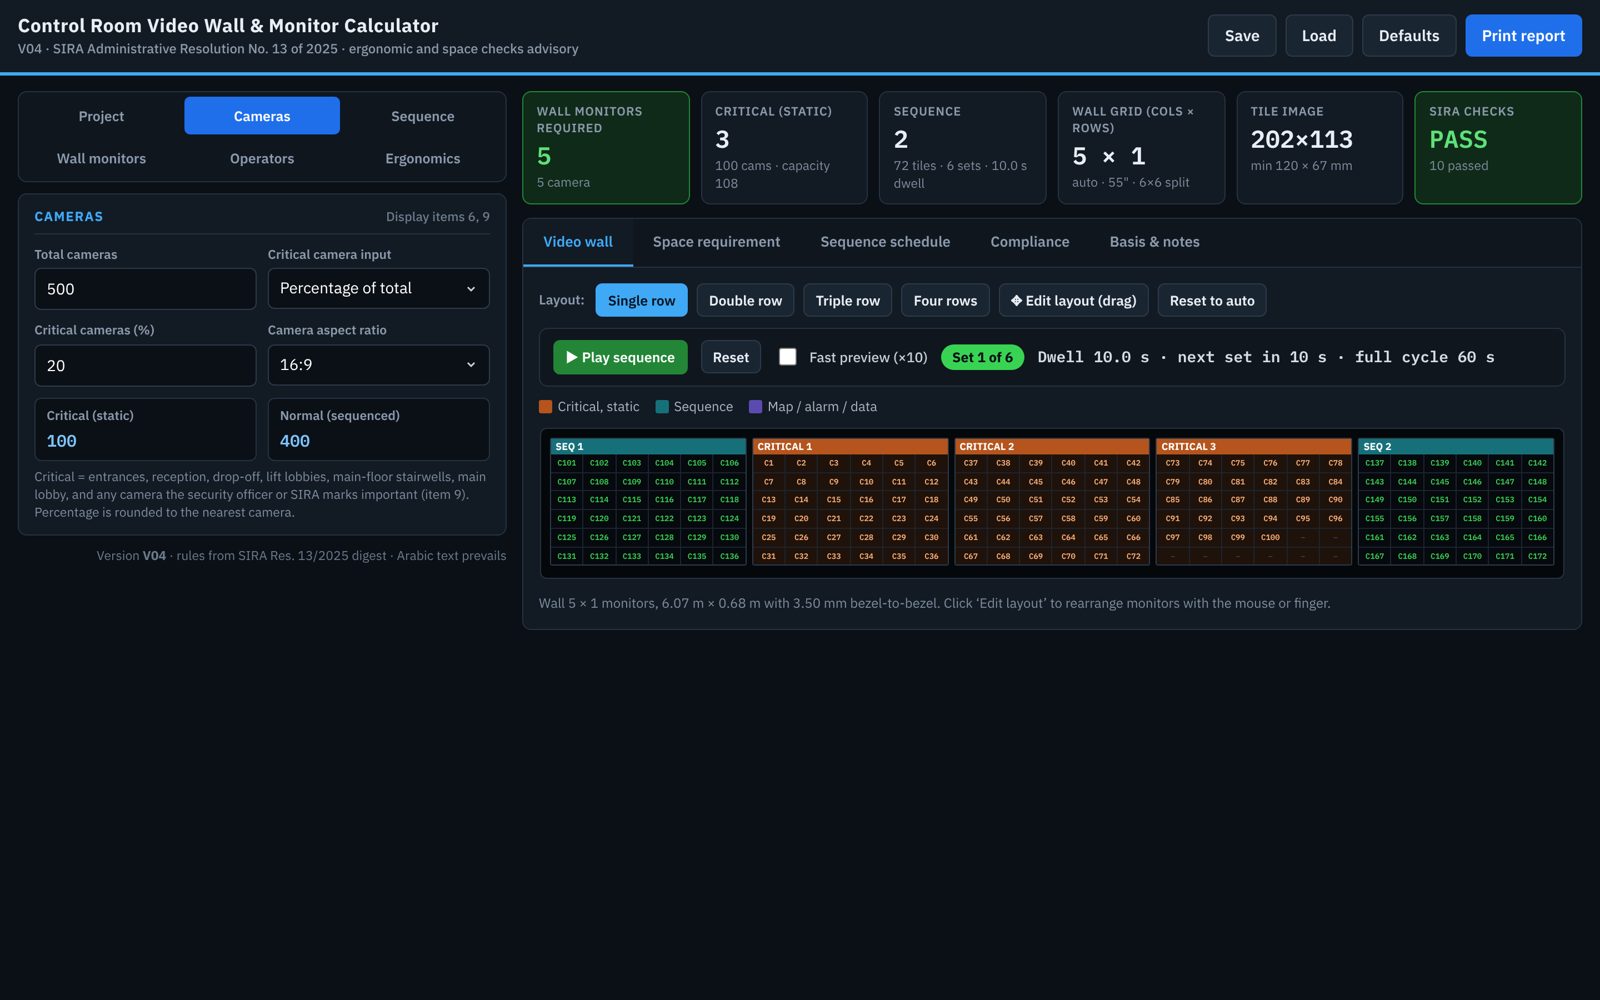 Control Room Video Wall & Monitor Calculator
V04 · SIRA Administrative Resolution No. 13 of 2025 · ergonomic and space checks advisory
Save
Load
Defaults
Print report
Project
Cameras
Sequence
Wall monitors
Operators
Ergonomics
CAMERAS
Display items 6, 9
Total cameras
Critical camera input
500
Percentage of total
Critical cameras (%)
Camera aspect ratio
20
16:9
Critical (static)
100
Normal (sequenced)
400
Critical = entrances, reception, drop-off, lift lobbies, main-floor stairwells, main
lobby, and any camera the security officer or SIRA marks important (item 9).
Percentage is rounded to the nearest camera.
Version V04 · rules from SIRA Res. 13/2025 digest · Arabic text prevails
WALL MONITORS
REQUIRED
5
5 camera
CRITICAL (STATIC)
3
100 cams · capacity
108
SEQUENCE
2
72 tiles · 6 sets · 10.0 s
dwell
WALL GRID (COLS ×
ROWS)
5 × 1
auto · 55" · 6×6 split
TILE IMAGE
202×113
min 120 × 67 mm
SIRA CHECKS
PASS
10 passed
Video wall
Space requirement
Sequence schedule
Compliance
Basis & notes
Layout:
Single row
Double row
Triple row
Four rows
✥ Edit layout (drag)
Reset to auto
▶ Play sequence
Reset
Fast preview (×10)
Set 1 of 6
Dwell 10.0 s · next set in 10 s · full cycle 60 s
Critical, static
Sequence
Map / alarm / data
SEQ 1
C101 C102 C103 C104 C105 C106
C107 C108 C109 C110 C111 C112
C113 C114 C115 C116 C117 C118
C119 C120 C121 C122 C123 C124
C125 C126 C127 C128 C129 C130
C131 C132 C133 C134 C135 C136
CRITICAL 1
C1 C2 C3 C4 C5 C6
C7 C8 C9 C10 C11 C12
C13 C14 C15 C16 C17 C18
C19 C20 C21 C22 C23 C24
C25 C26 C27 C28 C29 C30
C31 C32 C33 C34 C35 C36
CRITICAL 2
C37 C38 C39 C40 C41 C42
C43 C44 C45 C46 C47 C48
C49 C50 C51 C52 C53 C54
C55 C56 C57 C58 C59 C60
C61 C62 C63 C64 C65 C66
C67 C68 C69 C70 C71 C72
CRITICAL 3
C73 C74 C75 C76 C77 C78
C79 C80 C81 C82 C83 C84
C85 C86 C87 C88 C89 C90
C91 C92 C93 C94 C95 C96
C97 C98 C99 C100 – –
– – – – – –
SEQ 2
C137 C138 C139 C140 C141 C142
C143 C144 C145 C146 C147 C148
C149 C150 C151 C152 C153 C154
C155 C156 C157 C158 C159 C160
C161 C162 C163 C164 C165 C166
C167 C168 C169 C170 C171 C172
Wall 5 × 1 monitors, 6.07 m × 0.68 m with 3.50 mm bezel-to-bezel. Click ‘Edit layout’ to rearrange monitors with the mouse or finger.